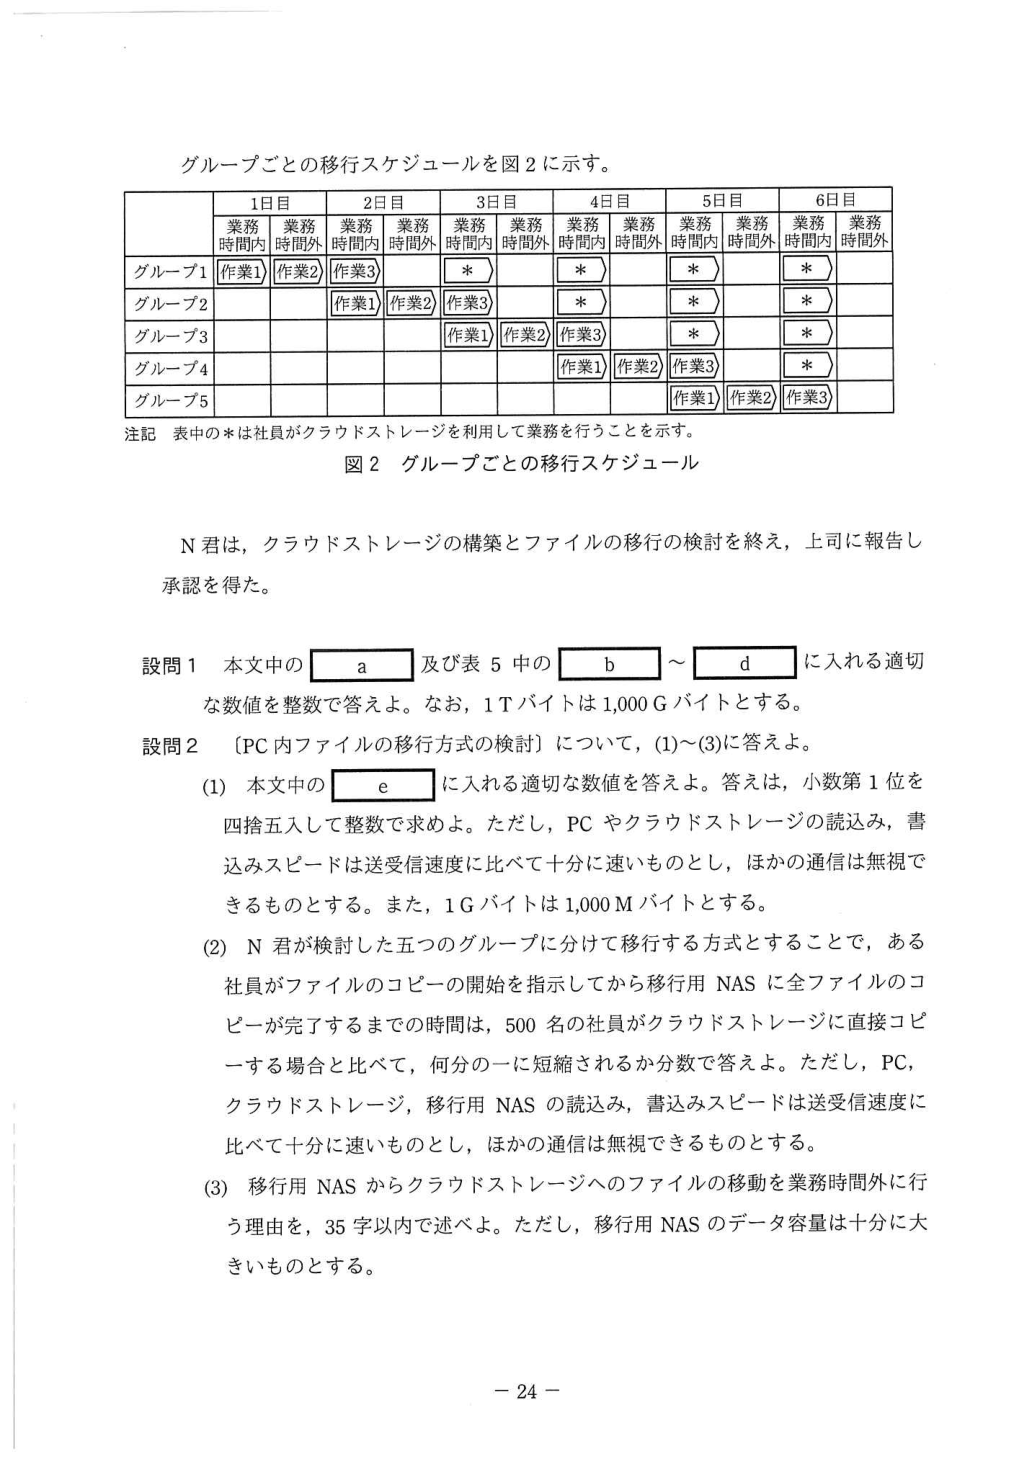 グループごとの移行スケジュールを図2に示す。
1日目 2日目 3日目 4日目 5日目 6日目
業務時間内 業務時間外 業務時間内 業務時間外 業務時間内 業務時間外 業務時間内 業務時間外 業務時間内 業務時間外 業務時間内 業務時間外
グループ1 作業1 作業2 作業3 * * * *
グループ2 作業1 作業2 作業3 * * *
グループ3 作業1 作業2 作業3 * *
グループ4 作業1 作業2 作業3 *
グループ5 作業1 作業2 作業3
注記 表中の*は社員がクラウドストレージを利用して業務を行うことを示す。
図2 グループごとの移行スケジュール
N君は，クラウドストレージの構築とファイルの移行の検討を終え，上司に報告し
承認を得た。
設問1 本文中の a 及び表 5 中の b ～ d に入れる適切
な数値を整数で答えよ。なお，1Tバイトは1,000Gバイトとする。
設問2 〔PC内ファイルの移行方式の検討〕について，(1)～(3)に答えよ。
(1) 本文中の e に入れる適切な数値を答えよ。答えは，小数第1位を
四捨五入して整数で求めよ。ただし，PCやクラウドストレージの読込み，書
込みスピードは送受信速度に比べて十分に速いものとし，ほかの通信は無視で
きるものとする。また，1Gバイトは1,000Mバイトとする。
(2) N君が検討した五つのグループに分けて移行する方式とすることで，ある
社員がファイルのコピーの開始を指示してから移行用NASに全ファイルのコ
ピーが完了するまでの時間は，500名の社員がクラウドストレージに直接コピ
ーする場合と比べて，何分の一に短縮されるか分数で答えよ。ただし，PC，
クラウドストレージ，移行用NASの読込み，書込みスピードは送受信速度に
比べて十分に速いものとし，ほかの通信は無視できるものとする。
(3) 移行用NASからクラウドストレージへのファイルの移動を業務時間外に行
う理由を，35字以内で述べよ。ただし，移行用NASのデータ容量は十分に大
きいものとする。
－ 24 －